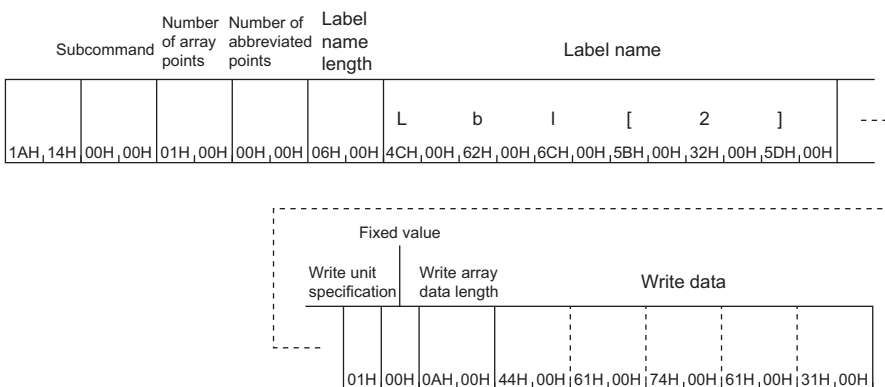 Subcommand Number of array points Number of abbreviated points Label name length Label name
L b l [ 2 ]
1AH, 14H 00H, 00H 01H, 00H 00H, 00H 06H, 00H 4CH, 00H, 62H, 00H, 6CH, 00H, 5BH, 00H, 32H, 00H, 5DH, 00H
Fixed value
Write unit specification Write array data length Write data
01H 00H 0AH, 00H 44H, 00H 61H, 00H 74H, 00H 61H, 00H 31H, 00H